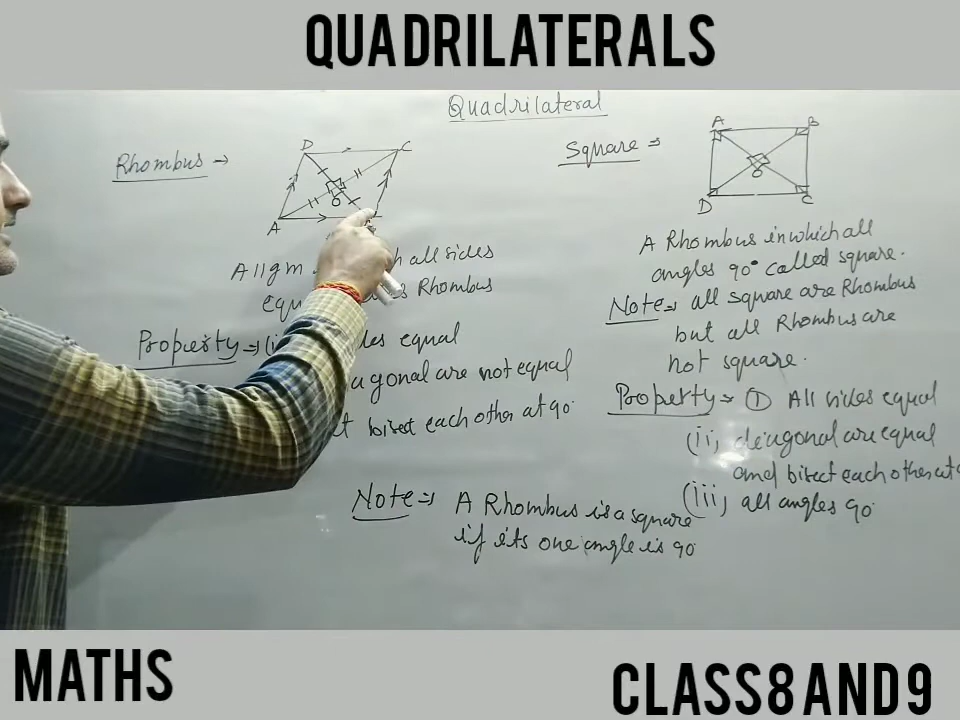 QUADRILATERALS
Quadrilateral
Rhombus →
D C
A
O
A llgm all sides
Rhombus
Property ⇒ equal
are not equal
bisect each other at 90°
Note ⇒ A Rhombus is a square
if its one angle is 90
Square ⇒
A B
O
D C
A Rhombus in which all
angles 90° called square.
Note ⇒ all square are Rhombus
but all Rhombus are
not square.
Property ⇒ ① All sides equal
(ii) diagonal are equal
and bisect each other at
(iii) all angles 90°
MATHS
CLASS 8 AND 9